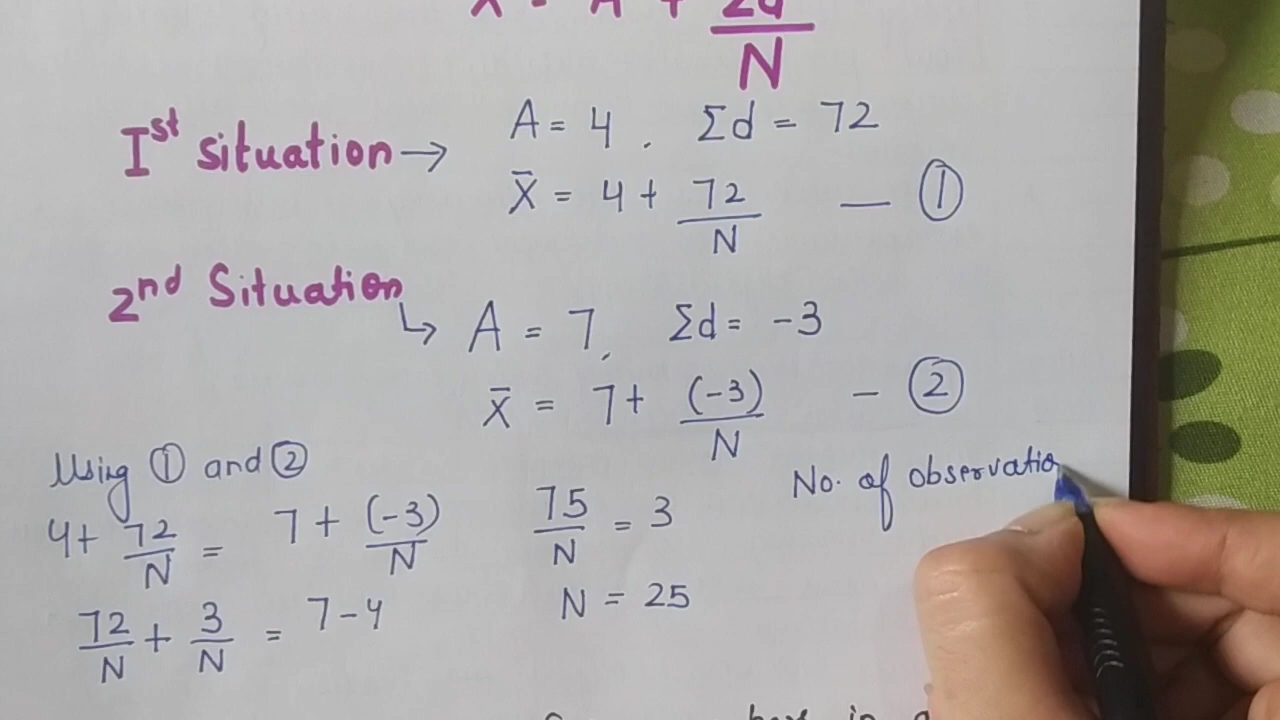 X = A + Σd
N
Ist situation → A = 4 , Σd = 72
X̄ = 4 + 72/N — ①
2nd Situation ↳ A = 7, Σd = -3
X̄ = 7 + (-3)/N - ②
Using ① and ②
4 + 72/N = 7 + (-3)/N
72/N + 3/N = 7 - 4
75/N = 3
N = 25
No. of observatio